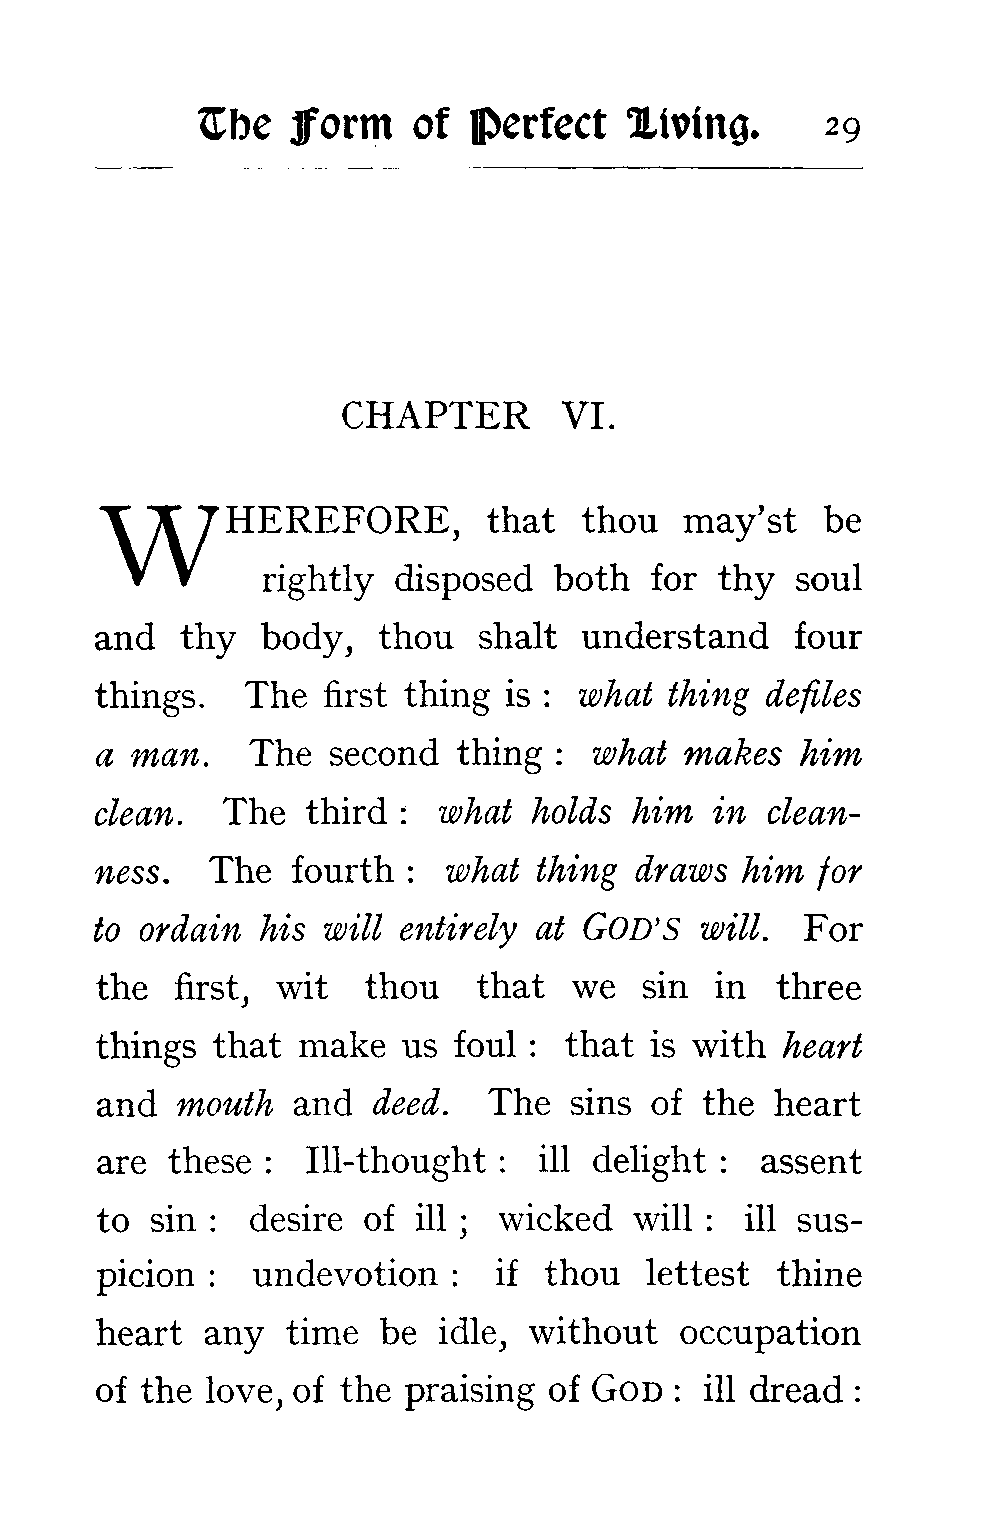 The Form of Perfect Living. 29
CHAPTER VI.
WHEREFORE, that thou may'st be
rightly disposed both for thy soul
and thy body, thou shalt understand four
things. The first thing is : what thing defiles
a man. The second thing : what makes him
clean. The third : what holds him in clean-
ness. The fourth : what thing draws him for
to ordain his will entirely at GOD'S will. For
the first, wit thou that we sin in three
things that make us foul : that is with heart
and mouth and deed. The sins of the heart
are these : Ill-thought : ill delight : assent
to sin : desire of ill ; wicked will : ill sus-
picion : undevotion : if thou lettest thine
heart any time be idle, without occupation
of the love, of the praising of GOD : ill dread :